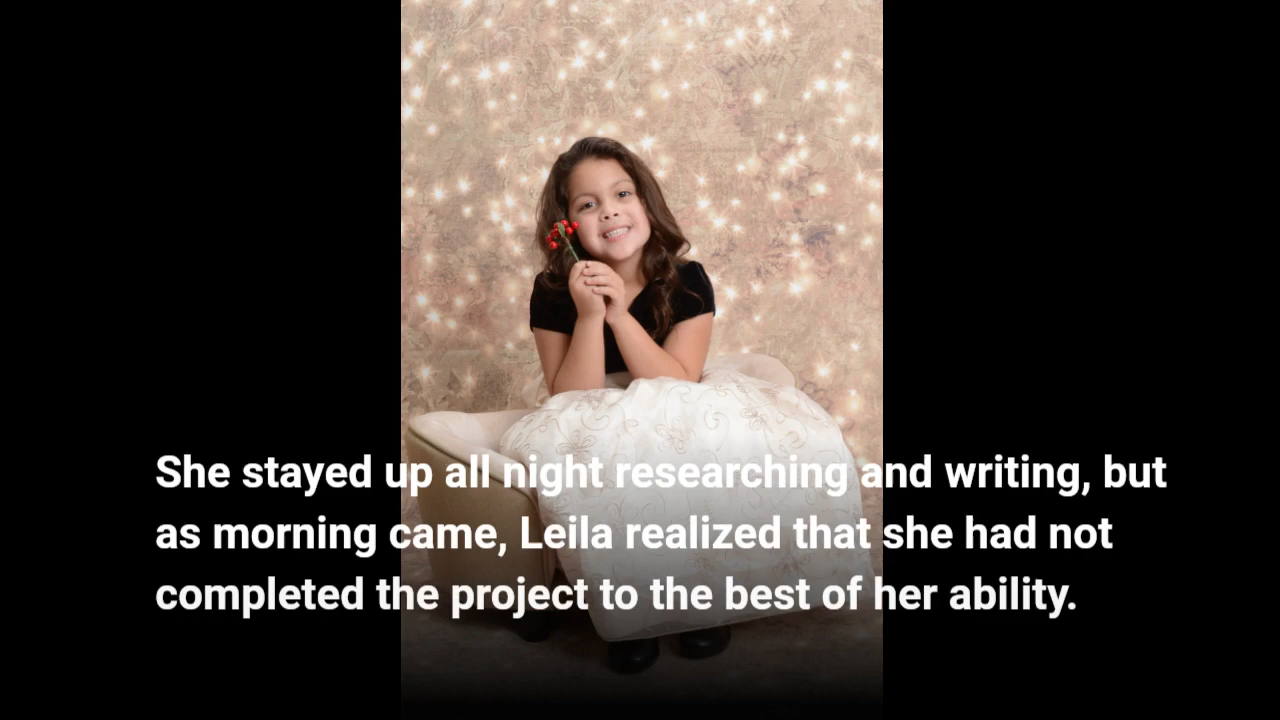 She stayed up all night researching and writing, but
as morning came, Leila realized that she had not
completed the project to the best of her ability.